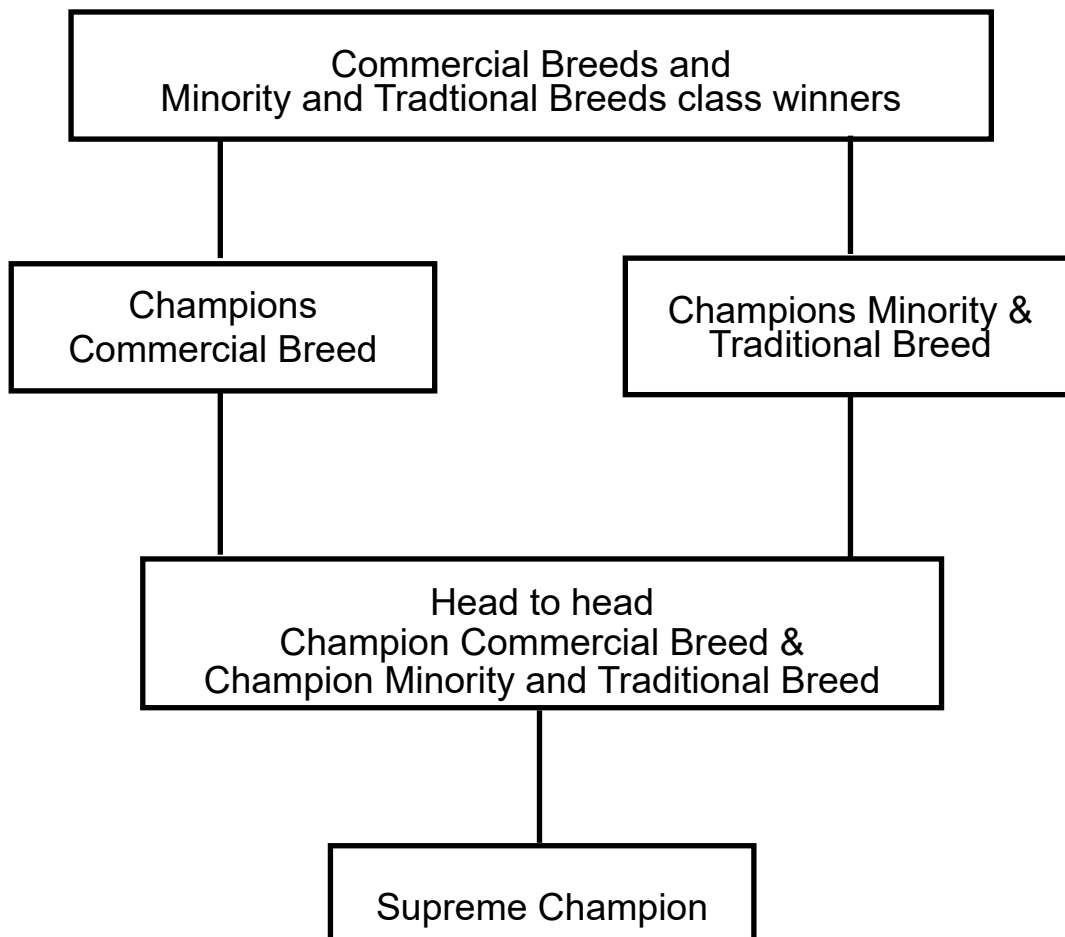 Commercial Breeds and
Minority and Tradtional Breeds class winners
Champions
Commercial Breed
Champions Minority &
Traditional Breed
Head to head
Champion Commercial Breed &
Champion Minority and Traditional Breed
Supreme Champion